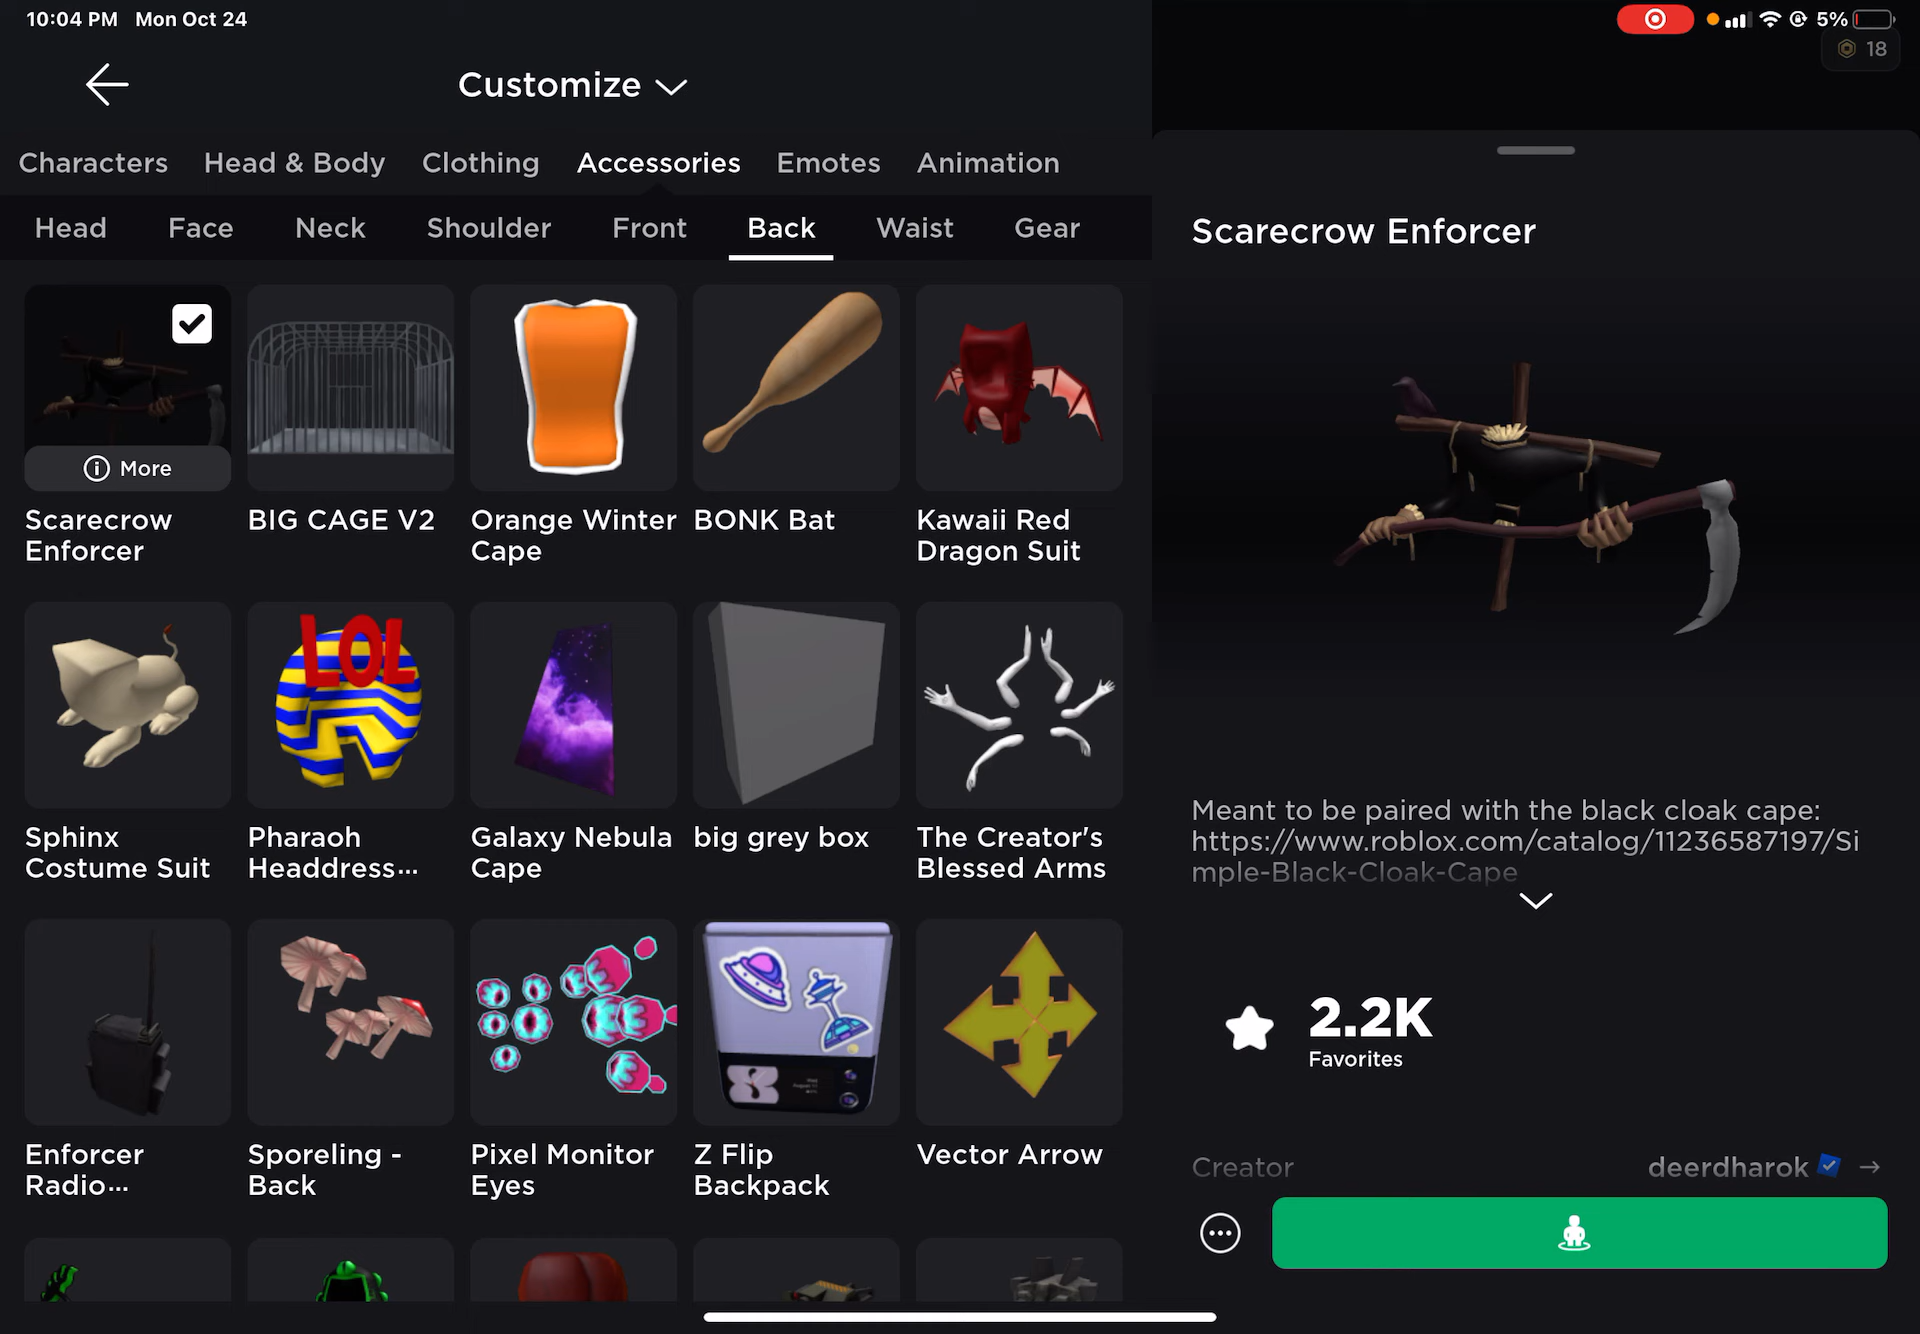 10:04 PM Mon Oct 24
5%
18
Customize
Characters Head & Body Clothing Accessories Emotes Animation
Head Face Neck Shoulder Front Back Waist Gear
More
Scarecrow
Enforcer
BIG CAGE V2
Orange Winter
Cape
BONK Bat
Kawaii Red
Dragon Suit
LOL
Sphinx
Costume Suit
Pharaoh
Headdress...
Galaxy Nebula
Cape
big grey box
The Creator's
Blessed Arms
Enforcer
Radio...
Sporeling -
Back
Pixel Monitor
Eyes
Z Flip
Backpack
Vector Arrow
Scarecrow Enforcer
Meant to be paired with the black cloak cape:
https://www.roblox.com/catalog/11236587197/Si
mple-Black-Cloak-Cape
2.2K
Favorites
Creator
deerdharok